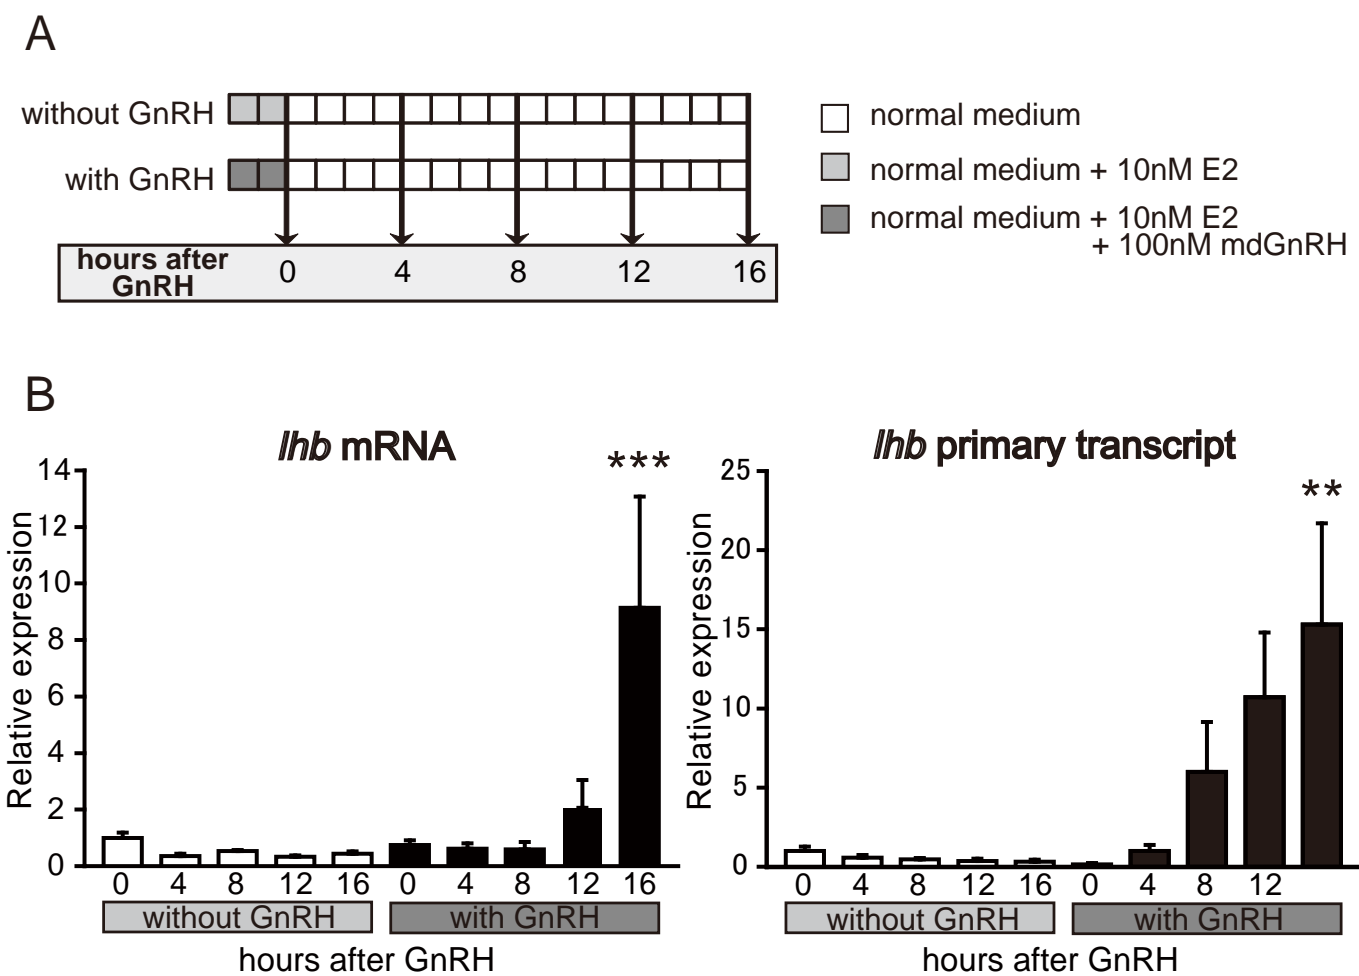 A
without GnRH
with GnRH
hours after
GnRH
0 4 8 12 16
normal medium
normal medium + 10nM E2
normal medium + 10nM E2
+ 100nM mdGnRH
B
lhb mRNA
***
Relative expression
14
12
10
8
6
4
2
0
0 4 8 12 16 0 4 8 12 16
without GnRH with GnRH
hours after GnRH
lhb primary transcript
**
Relative expression
25
20
15
10
5
0
0 4 8 12 16 0 4 8 12
without GnRH with GnRH
hours after GnRH